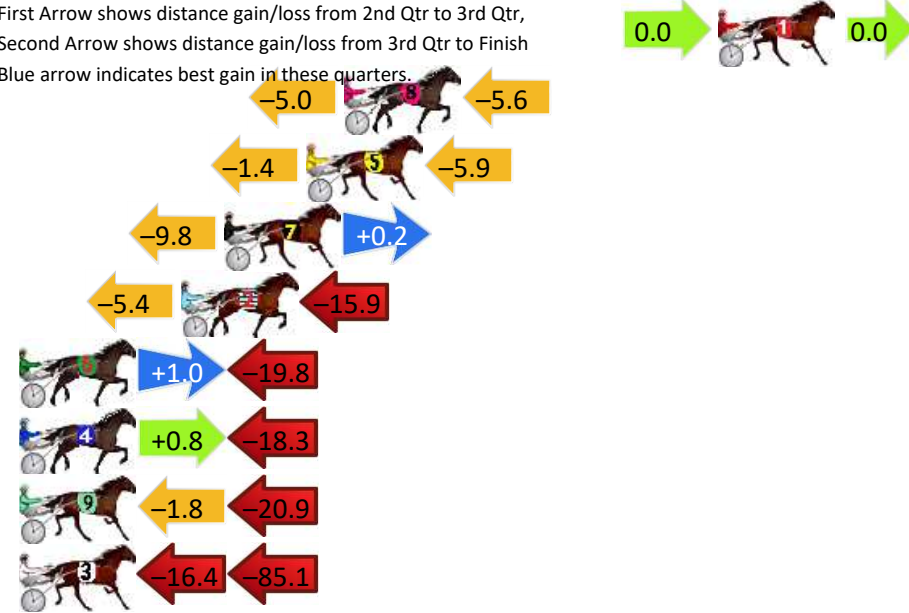 First Arrow shows distance gain/loss from 2nd Qtr to 3rd Qtr,
0.0 1 0.0
Second Arrow shows distance gain/loss from 3rd Qtr to Finish
Blue arrow indicates best gain in these quarters.
–5.0 8 –5.6
–1.4 5 –5.9
–9.8 7 +0.2
–5.4 2 –15.9
6 +1.0 –19.8
4 +0.8 –18.3
9 –1.8 –20.9
3 –16.4 –85.1